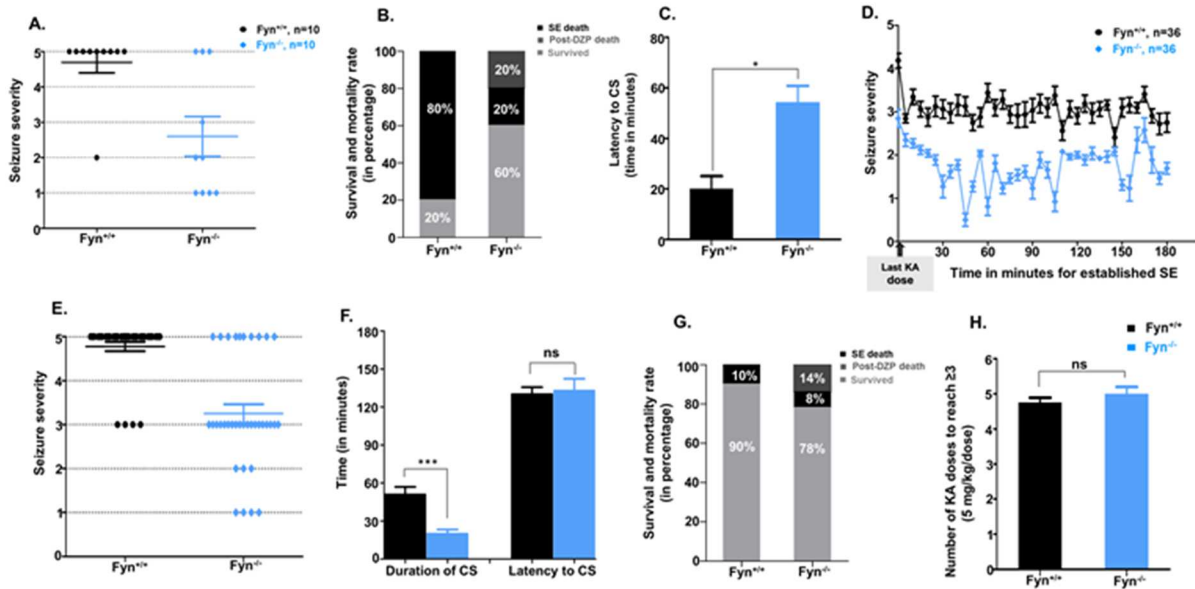 A.
Fyn+/+, n=10
Fyn-/-, n=10
Seizure severity
5
4
3
2
1
0
Fyn+/+
Fyn-/-
B.
SE death
Post-DZP death
Survived
Survival and mortality rate
(in percentage)
100
80
60
40
20
0
80%
20%
20%
20%
60%
Fyn+/+
Fyn-/-
C.
Latency to CS
(time in minutes)
80
60
40
20
0
*
Fyn+/+
Fyn-/-
D.
Fyn+/+, n=36
Fyn-/-, n=36
Seizure severity
5
4
3
2
1
0
30
60
90
120
150
180
Last KA
dose
Time in minutes for established SE
E.
Seizure severity
5
4
3
2
1
0
Fyn+/+
Fyn-/-
F.
Time (in minutes)
180
150
120
90
60
30
0
***
ns
Duration of CS
Latency to CS
G.
SE death
Post-DZP death
Survived
Survival and mortality rate
(in percentage)
100
80
60
40
20
0
10%
90%
14%
8%
78%
Fyn+/+
Fyn-/-
H.
Fyn+/+
Fyn-/-
Number of KA doses to reach ≥3
(5 mg/kg/dose)
6
5
4
3
2
1
0
ns
Fyn+/+
Fyn-/-